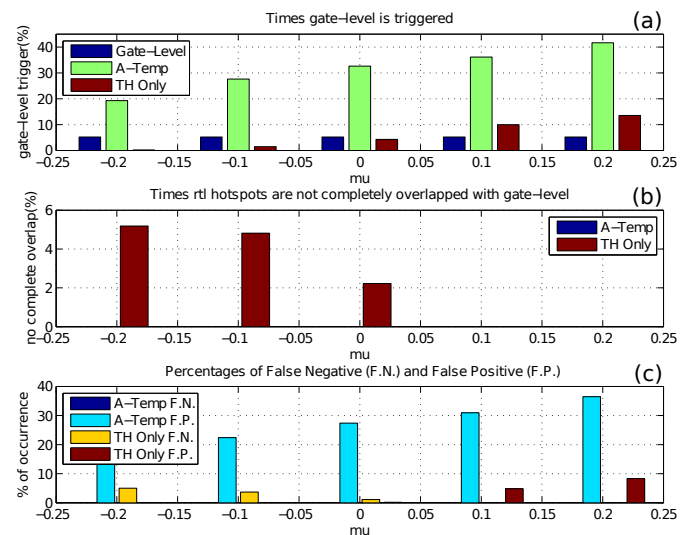 Times gate−level is triggered
(a)
gate−level trigger(%)
40
30
20
10
0
Gate−Level
A−Temp
TH Only
−0.25 −0.2 −0.15 −0.1 −0.05 0 0.05 0.1 0.15 0.2 0.25
mu
Times rtl hotspots are not completely overlapped with gate−level
(b)
no complete overlap(%)
6
4
2
0
A−Temp
TH Only
−0.25 −0.2 −0.15 −0.1 −0.05 0 0.05 0.1 0.15 0.2 0.25
mu
Percentages of False Negative (F.N.) and False Positive (F.P.)
(c)
% of occurrence
40
30
20
10
0
A−Temp F.N.
A−Temp F.P.
TH Only F.N.
TH Only F.P.
−0.25 −0.2 −0.15 −0.1 −0.05 0 0.05 0.1 0.15 0.2 0.25
mu